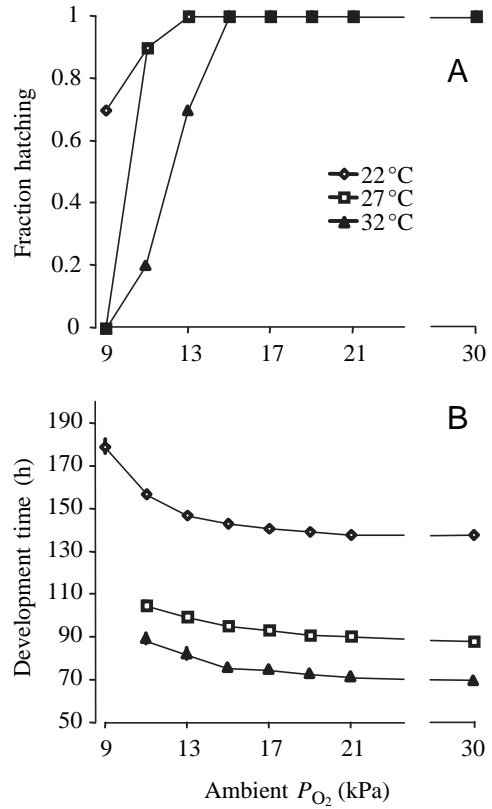 A
Fraction hatching
1
0.8
0.6
0.4
0.2
0
22 °C
27 °C
32 °C
9 13 17 21 30
B
Development time (h)
190
170
150
130
110
90
70
50
9 13 17 21 30
Ambient P_O2 (kPa)